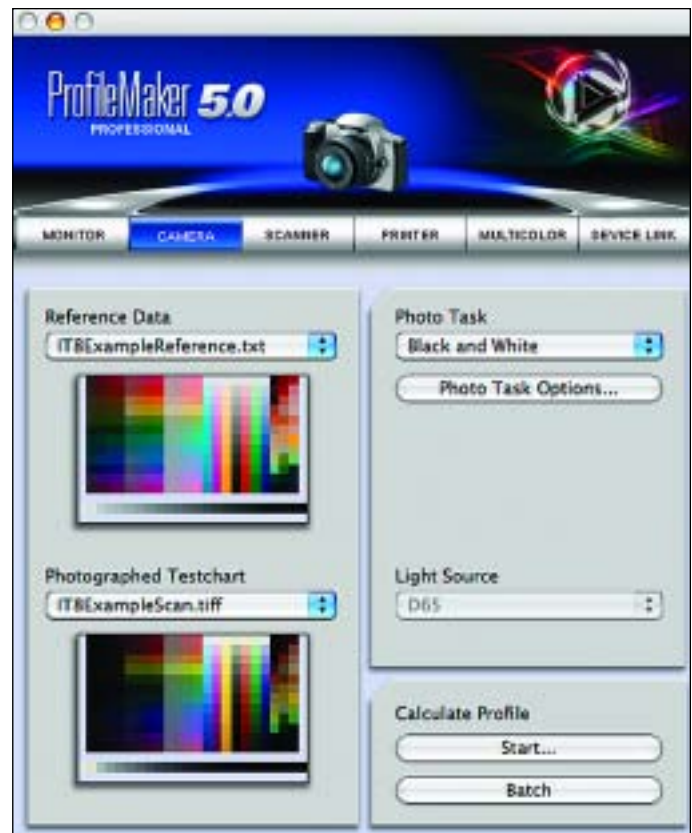 ProfileMaker 5.0
PROFESSIONAL
MONITOR CAMERA SCANNER PRINTER MULTICOLOR DEVICE LINK
Reference Data
IT8ExampleReference.txt
Photographed Testchart
IT8ExampleScan.tiff
Photo Task
Black and White
Photo Task Options...
Light Source
D65
Calculate Profile
Start...
Batch